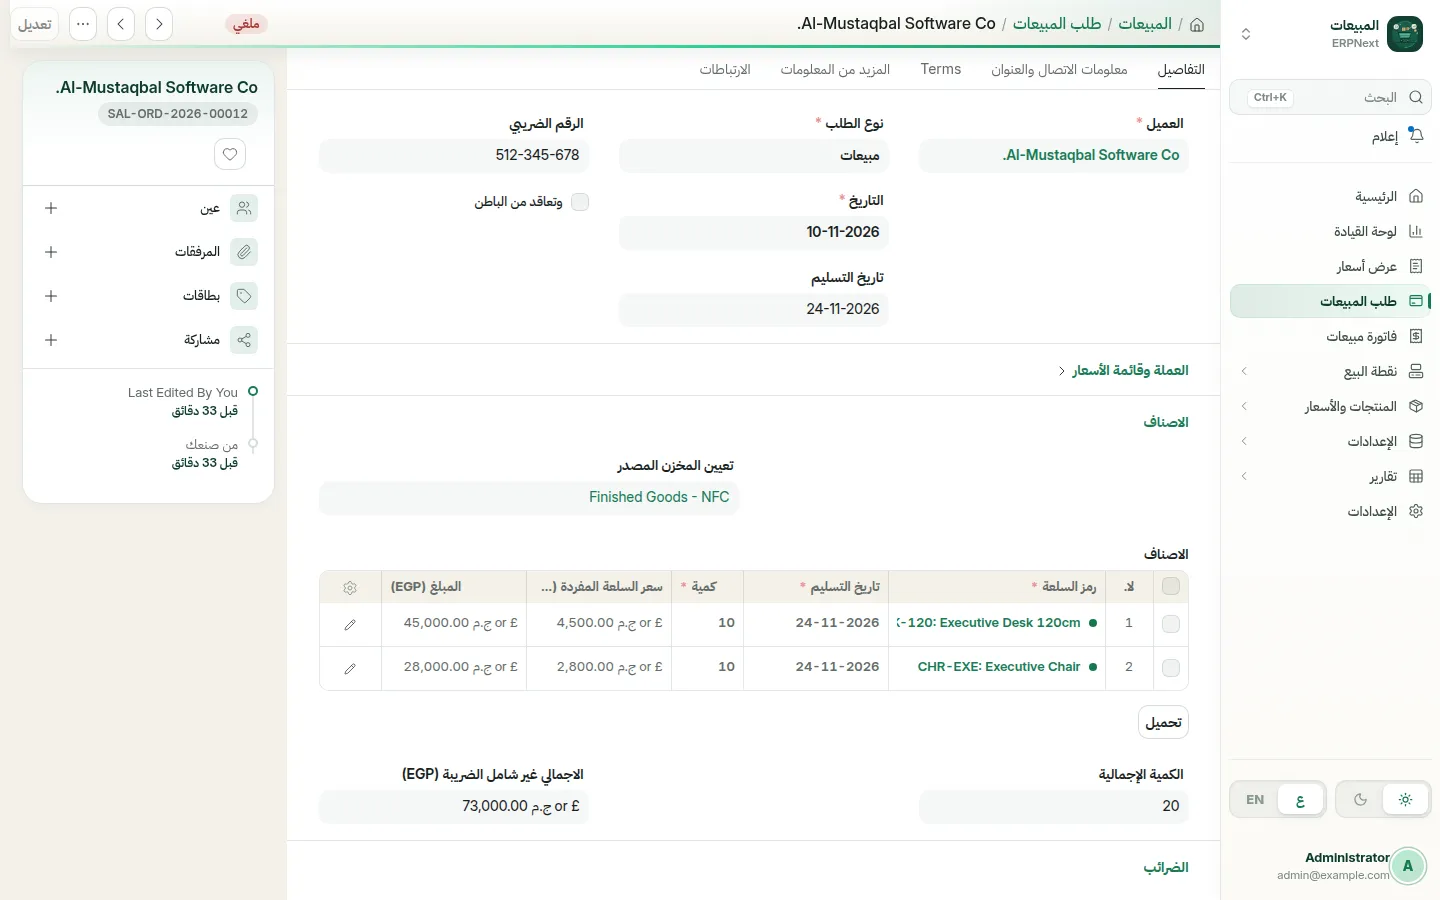 المبيعات
ERPNext
البحث
Ctrl+K
إعلام
الرئيسية
لوحة القيادة
عرض أسعار
طلب المبيعات
فاتورة مبيعات
نقطة البيع
المنتجات والأسعار
الإعدادات
تقارير
الإعدادات
ع
EN
A
Administrator
admin@example.com
المبيعات / طلب المبيعات / Al-Mustaqbal Software Co.
ملغي
تعديل
التفاصيل
معلومات الاتصال والعنوان
Terms
المزيد من المعلومات
الارتباطات
العميل *
Al-Mustaqbal Software Co.
نوع الطلب *
مبيعات
الرقم الضريبي
512-345-678
التاريخ *
10-11-2026
وتعاقد من الباطن
تاريخ التسليم
24-11-2026
العملة وقائمة الأسعار
الاصناف
تعيين المخزن المصدر
Finished Goods - NFC
الاصناف
لا. رمز السلعة * تاريخ التسليم * كمية * سعر السلعة المفردة (... المبلغ (EGP)
1 K-120: Executive Desk 120cm 24-11-2026 10 £ or ج.م 4,500.00 £ or ج.م 45,000.00
2 CHR-EXE: Executive Chair 24-11-2026 10 £ or ج.م 2,800.00 £ or ج.م 28,000.00
تحميل
الكمية الإجمالية
20
الاجمالي غير شامل الضريبة (EGP)
£ or ج.م 73,000.00
الضرائب
Al-Mustaqbal Software Co.
SAL-ORD-2026-00012
عين
المرفقات
بطاقات
مشاركة
Last Edited By You
قبل 33 دقائق
من صنعك
قبل 33 دقائق